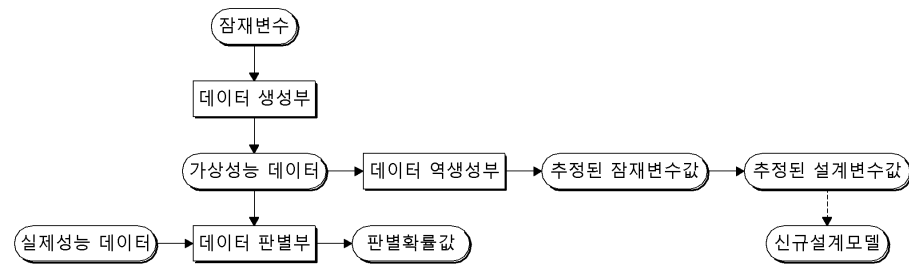 잠재변수
데이터 생성부
가상성능 데이터
데이터 역생성부
추정된 잠재변수값
추정된 설계변수값
실제성능 데이터
데이터 판별부
판별확률값
신규설계모델